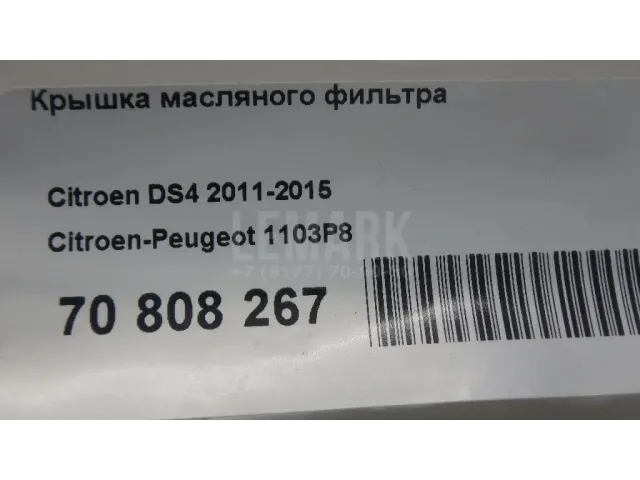 Крышка масляного фильтра
Citroen DS4 2011-2015
LEMARK
Citroen-Peugeot 1103P8
70 808 267